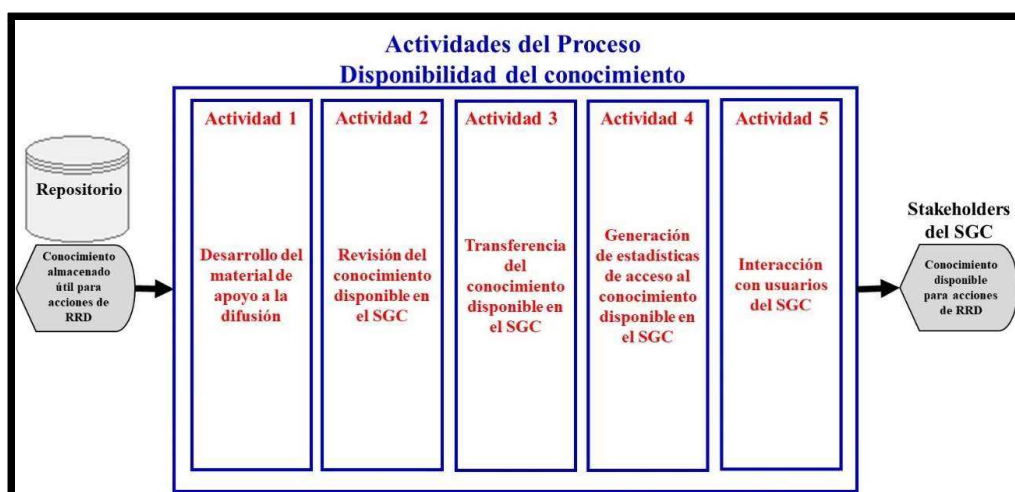 Actividades del Proceso
Disponibilidad del conocimiento
Repositorio
Conocimiento
almacenado
útil para
acciones de
RRD
Actividad 1
Desarrollo del
material de
apoyo a la
difusión
Actividad 2
Revisión del
conocimiento
disponible en
el SGC
Actividad 3
Transferencia
del
conocimiento
disponible en
el SGC
Actividad 4
Generación
de estadísticas
de acceso al
conocimiento
disponible en
el SGC
Actividad 5
Interacción
con usuarios
del SGC
Stakeholders
del SGC
Conocimiento
disponible
para acciones
de RRD